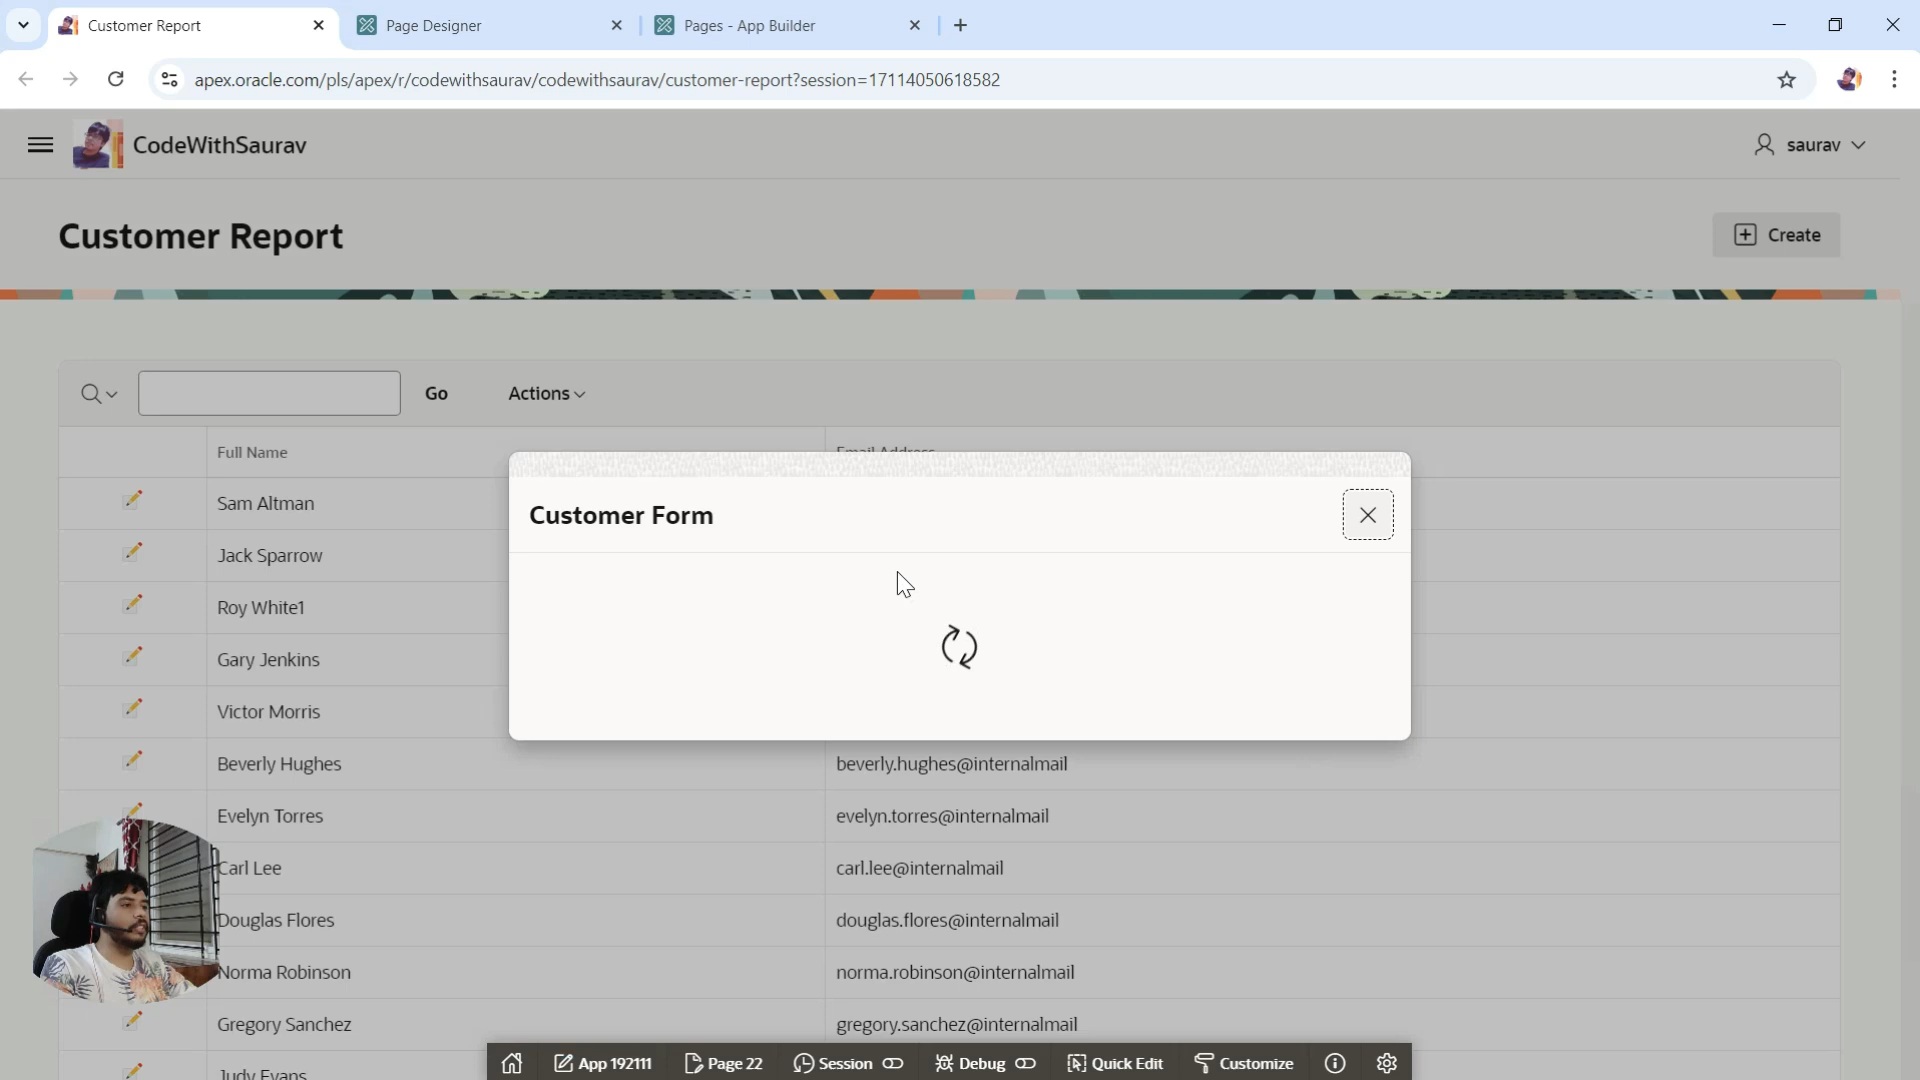 Customer Report
Page Designer
Pages - App Builder
apex.oracle.com/pls/apex/r/codewithsaurav/codewithsaurav/customer-report?session=17114050618582
CodeWithSaurav
saurav
Customer Report
Create
Go
Actions
Full Name
Email Address
Customer Form
Sam Altman
Jack Sparrow
Roy White1
Gary Jenkins
Victor Morris
Beverly Hughes
beverly.hughes@internalmail
Evelyn Torres
evelyn.torres@internalmail
Carl Lee
carl.lee@internalmail
Douglas Flores
douglas.flores@internalmail
Norma Robinson
norma.robinson@internalmail
Gregory Sanchez
gregory.sanchez@internalmail
Judy Evans
App 192111
Page 22
Session
Debug
Quick Edit
Customize